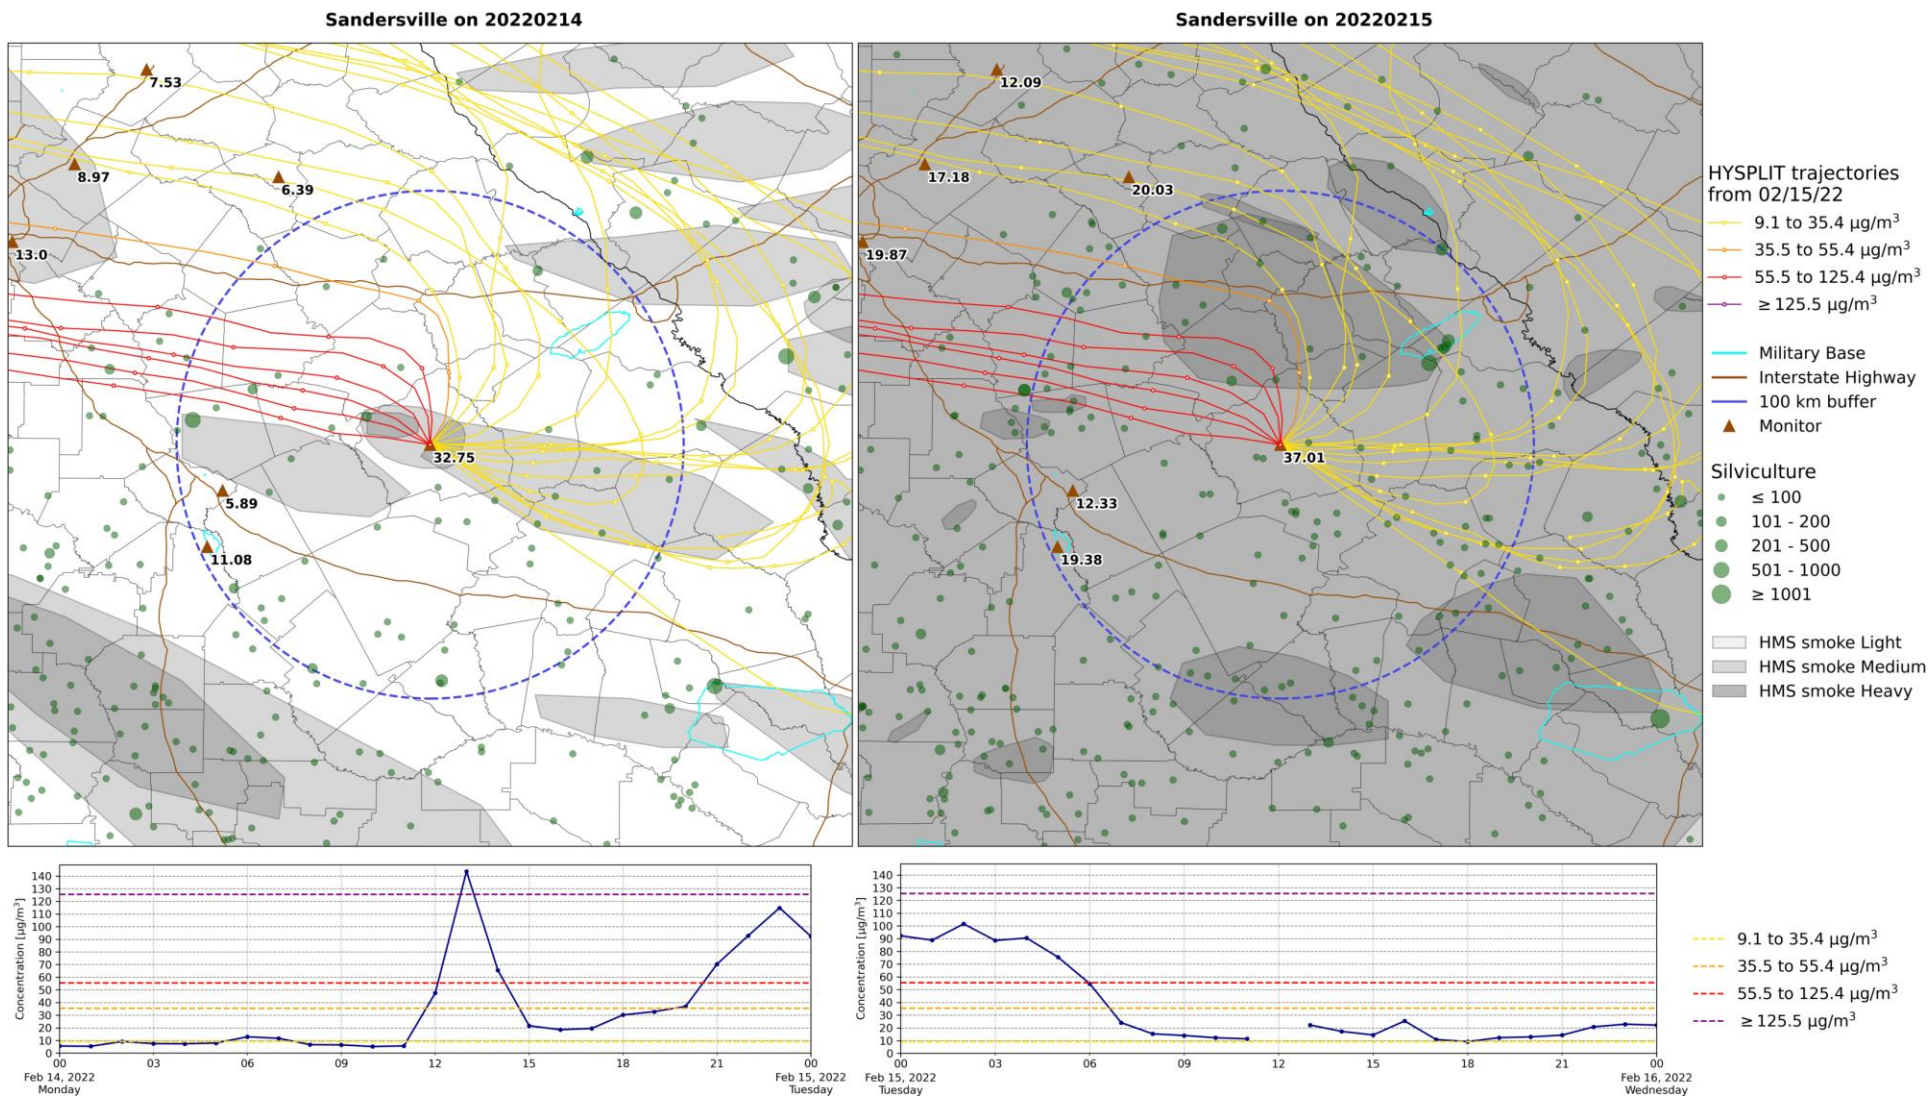 Sandersville on 20220214
Sandersville on 20220215
7.53
8.97
6.39
13.0
32.75
5.89
11.08
12.09
17.18
20.03
19.87
37.01
12.33
19.38
HYSPLIT trajectories
from 02/15/22
9.1 to 35.4 µg/m³
35.5 to 55.4 µg/m³
55.5 to 125.4 µg/m³
≥ 125.5 µg/m³
Military Base
Interstate Highway
100 km buffer
Monitor
Silviculture
≤ 100
101 - 200
201 - 500
501 - 1000
≥ 1001
HMS smoke Light
HMS smoke Medium
HMS smoke Heavy
Concentration [µg/m³]
140
130
120
110
100
90
80
70
60
50
40
30
20
10
0
00 03 06 09 12 15 18 21 00
Feb 14, 2022
Monday
Feb 15, 2022
Tuesday
Concentration [µg/m³]
140
130
120
110
100
90
80
70
60
50
40
30
20
10
0
00 03 06 09 12 15 18 21 00
Feb 15, 2022
Tuesday
Feb 16, 2022
Wednesday
9.1 to 35.4 µg/m³
35.5 to 55.4 µg/m³
55.5 to 125.4 µg/m³
≥ 125.5 µg/m³